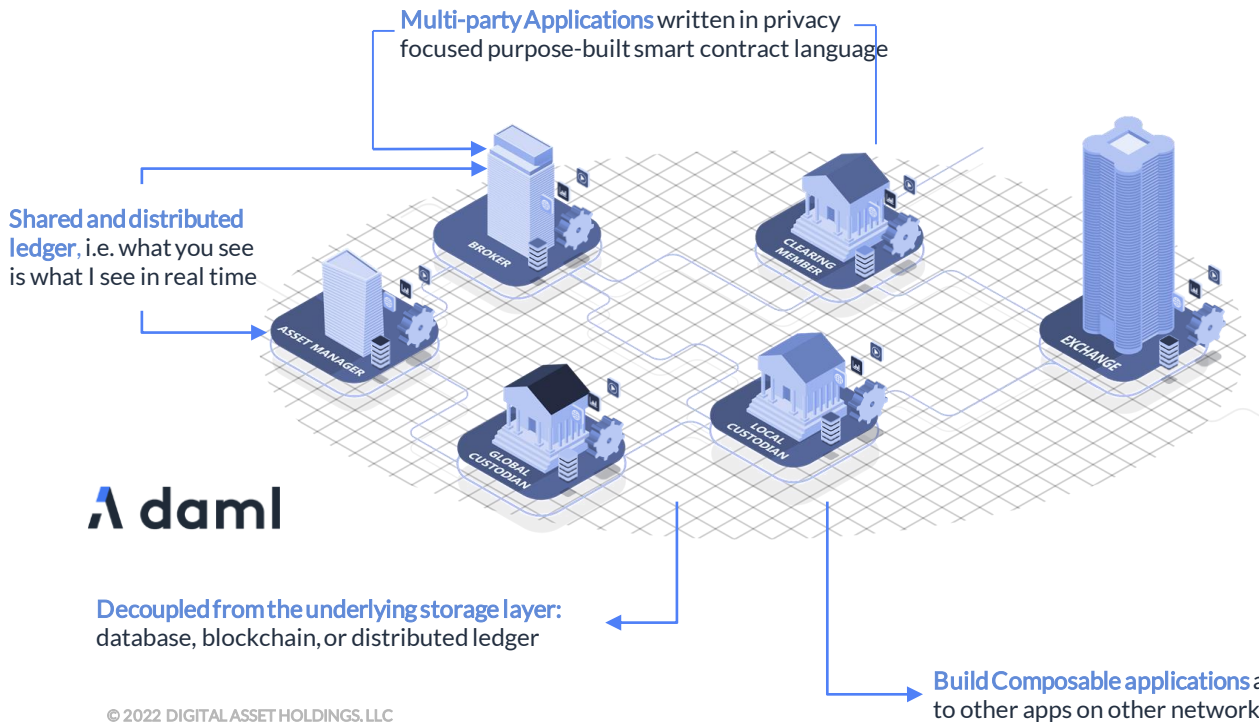 Multi-party Applications written in privacy
focused purpose-built smart contract language
Shared and distributed
ledger, i.e. what you see
is what I see in real time
BROKER
CLEARING
MEMBER
ASSET MANAGER
EXCHANGE
GLOBAL
CUSTODIAN
LOCAL
CUSTODIAN
daml
Decoupled from the underlying storage layer:
database, blockchain, or distributed ledger
Build Composable applications
to other apps on other network
© 2022 DIGITAL ASSET HOLDINGS, LLC